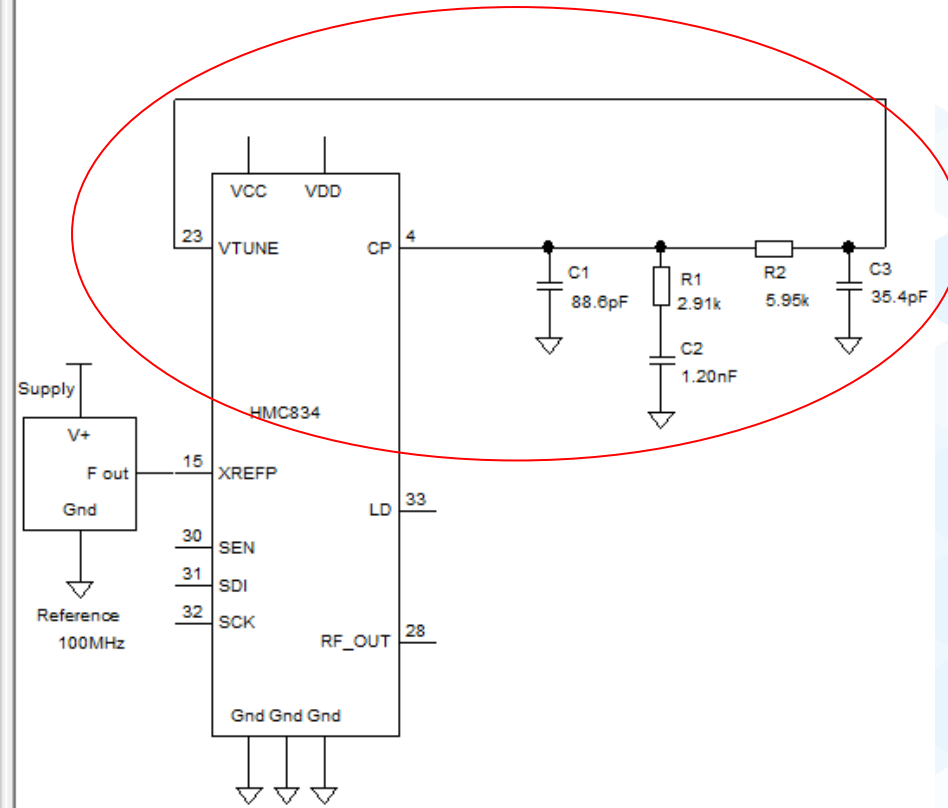 VCC
VDD
23
VTUNE
CP
4
C1
88.6pF
R1
2.91k
C2
1.20nF
R2
5.95k
C3
35.4pF
Supply
V+
F out
Gnd
Reference
100MHz
HMC834
15
XREFP
LD
33
30
SEN
31
SDI
32
SCK
RF_OUT
28
Gnd Gnd Gnd